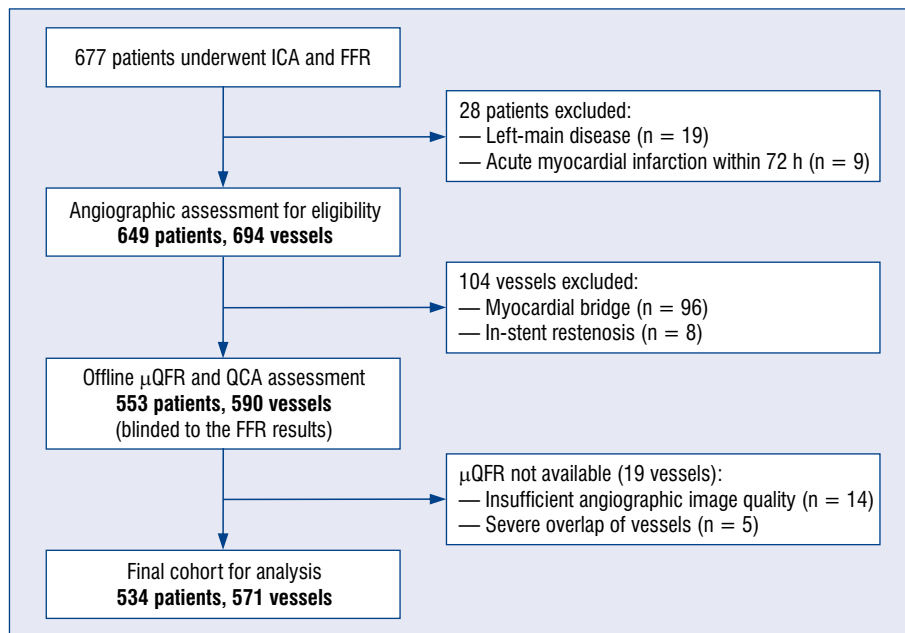 677 patients underwent ICA and FFR
28 patients excluded:
— Left-main disease (n = 19)
— Acute myocardial infarction within 72 h (n = 9)
Angiographic assessment for eligibility
649 patients, 694 vessels
104 vessels excluded:
— Myocardial bridge (n = 96)
— In-stent restenosis (n = 8)
Offline μQFR and QCA assessment
553 patients, 590 vessels
(blinded to the FFR results)
μQFR not available (19 vessels):
— Insufficient angiographic image quality (n = 14)
— Severe overlap of vessels (n = 5)
Final cohort for analysis
534 patients, 571 vessels